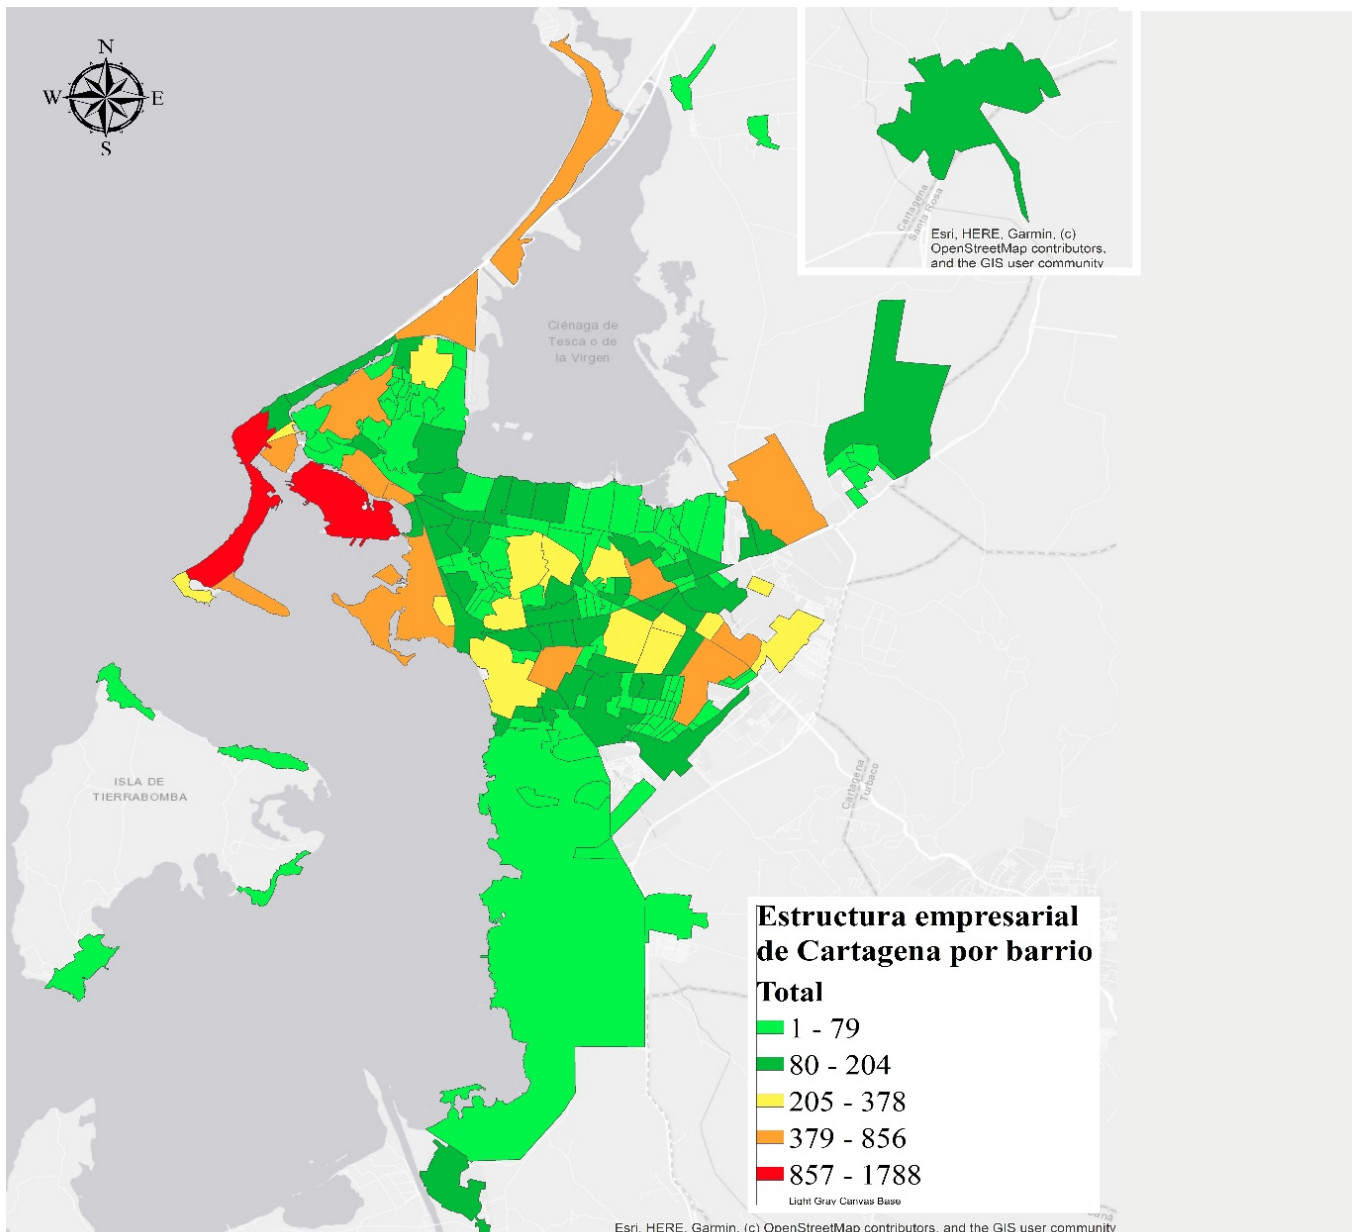 N
W E
S
Cartagena
Santa Rosa
Esri, HERE, Garmin, (c)
OpenStreetMap contributors,
and the GIS user community
Ciénaga de
Tesca o de
la Virgen
ISLA DE
TIERRABOMBA
Cartagena
Turbaco
Estructura empresarial
de Cartagena por barrio
Total
1 - 79
80 - 204
205 - 378
379 - 856
857 - 1788
Light Gray Canvas Base
Esri, HERE, Garmin, (c) OpenStreetMap contributors, and the GIS user community